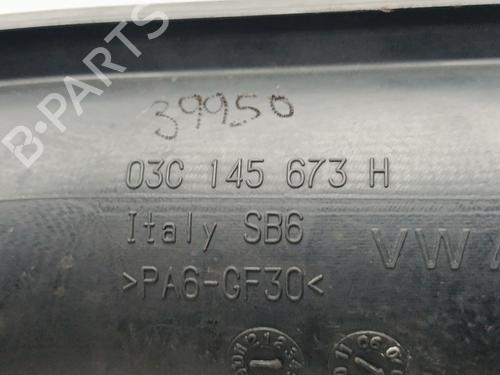 39950
03C 145 673 H
Italy SB6 VW
>PA6-GF30<
B-PARTS